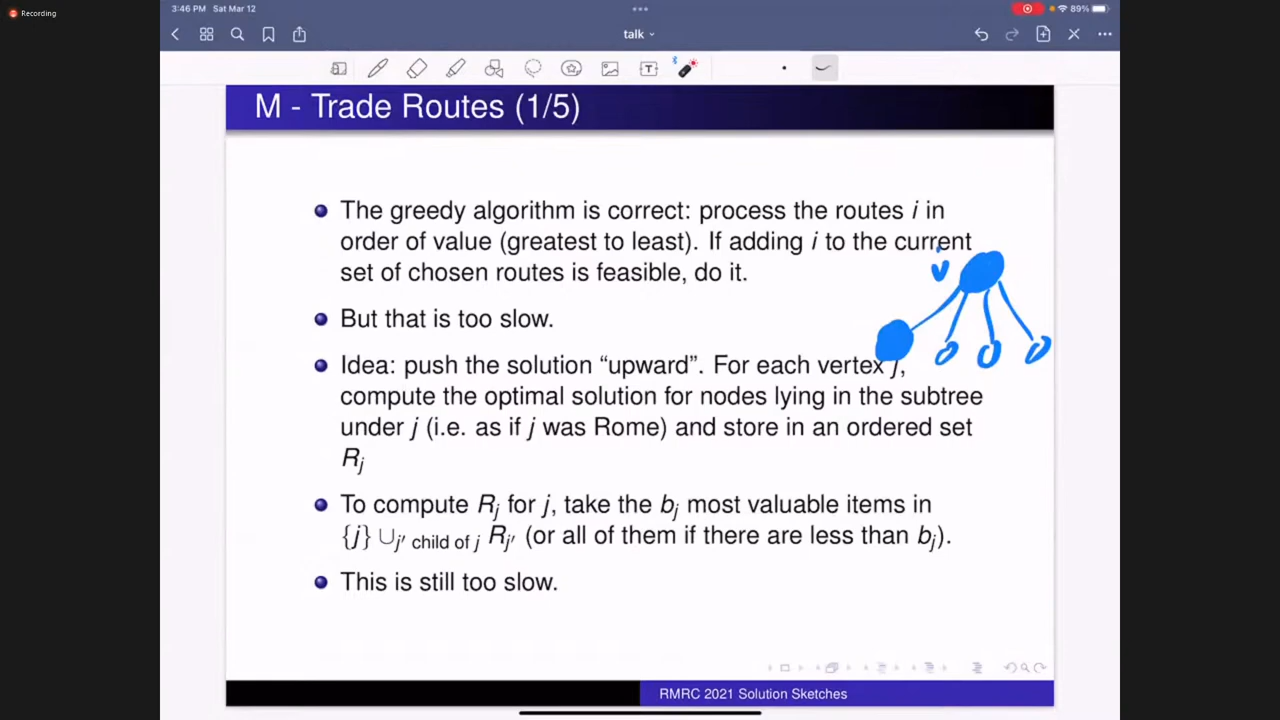 Recording
3:46 PM Sat Mar 12
89%
talk
T
M - Trade Routes (1/5)
The greedy algorithm is correct: process the routes i in
order of value (greatest to least). If adding i to the current
set of chosen routes is feasible, do it.
But that is too slow.
Idea: push the solution "upward". For each vertex j,
compute the optimal solution for nodes lying in the subtree
under j (i.e. as if j was Rome) and store in an ordered set
Rj
To compute Rj for j, take the bj most valuable items in
{j} ∪j′ child of j Rj′ (or all of them if there are less than bj).
This is still too slow.
RMRC 2021 Solution Sketches